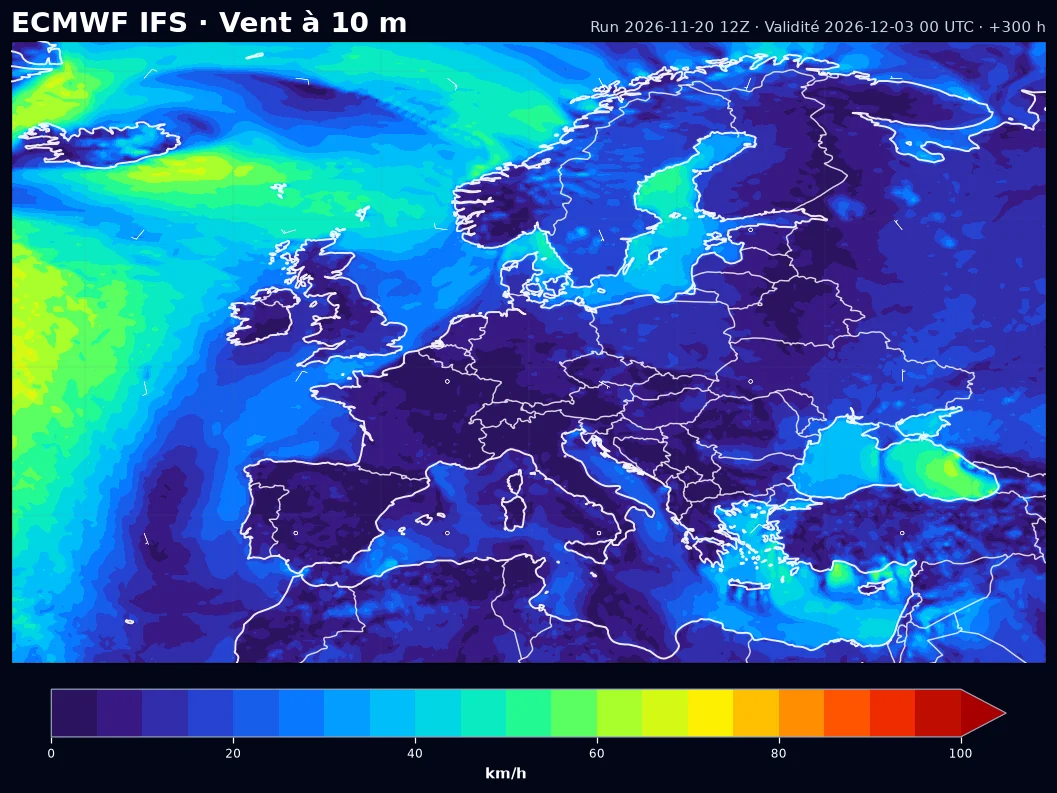 ECMWF IFS · Vent à 10 m
Run 2026-11-20 12Z · Validité 2026-12-03 00 UTC · +300 h
0 20 40 60 80 100
km/h